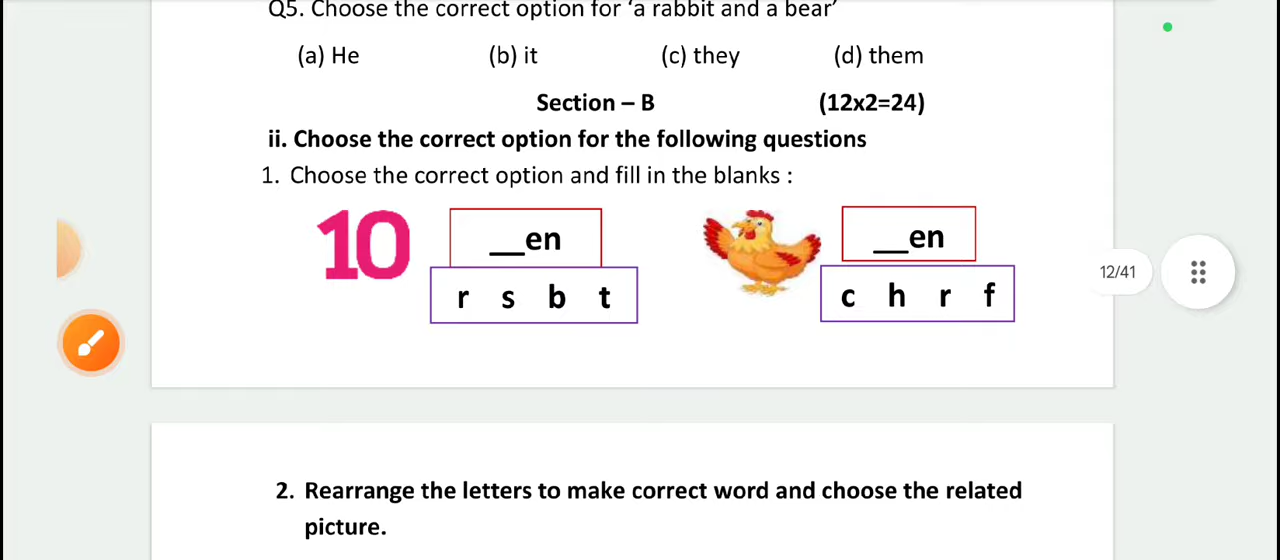 Q5. Choose the correct option for 'a rabbit and a bear'
(a) He (b) it (c) they (d) them
Section – B (12x2=24)
ii. Choose the correct option for the following questions
1. Choose the correct option and fill in the blanks :
10 __en __en
r s b t c h r f
12/41
2. Rearrange the letters to make correct word and choose the related
picture.